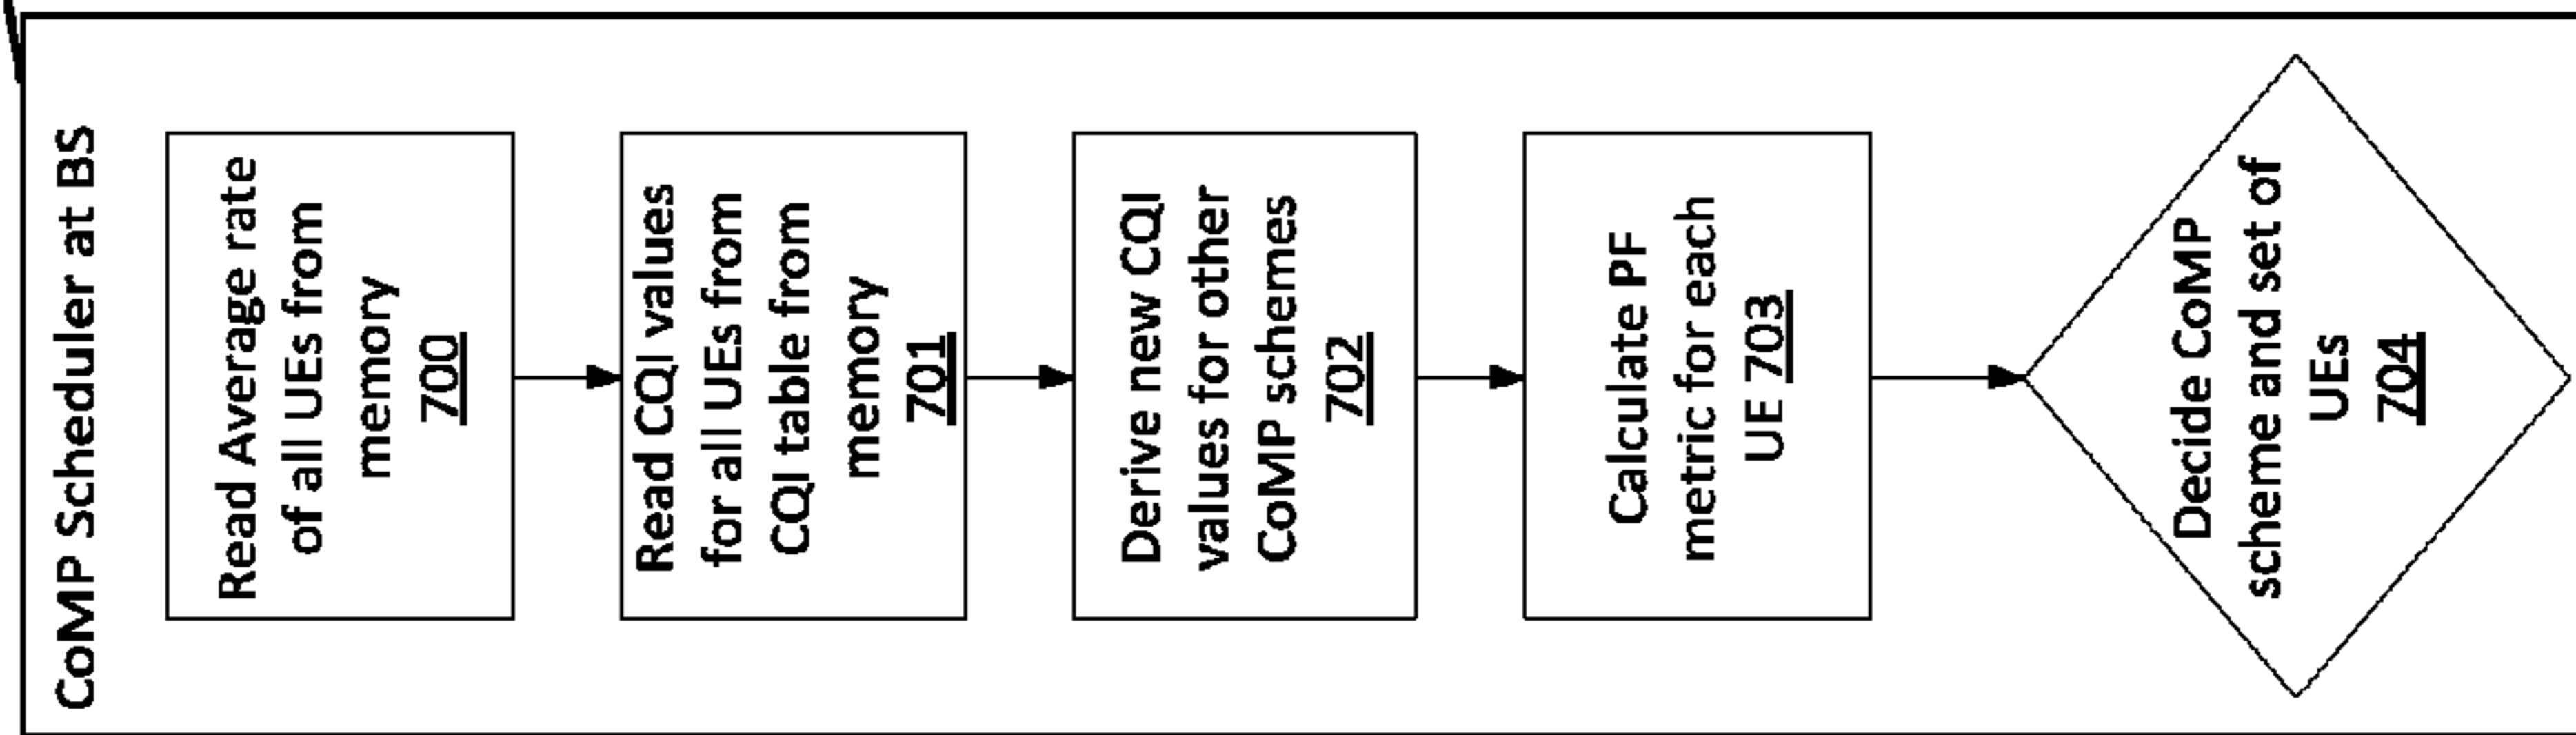 CoMP Scheduler at BS
Read Average rate
of all UEs from
memory
700
Read CQI values
for all UEs from
CQI table from
memory
701
Derive new CQI
values for other
CoMP schemes
702
Calculate PF
metric for each
UE 703
Decide CoMP
scheme and set of
UEs
704